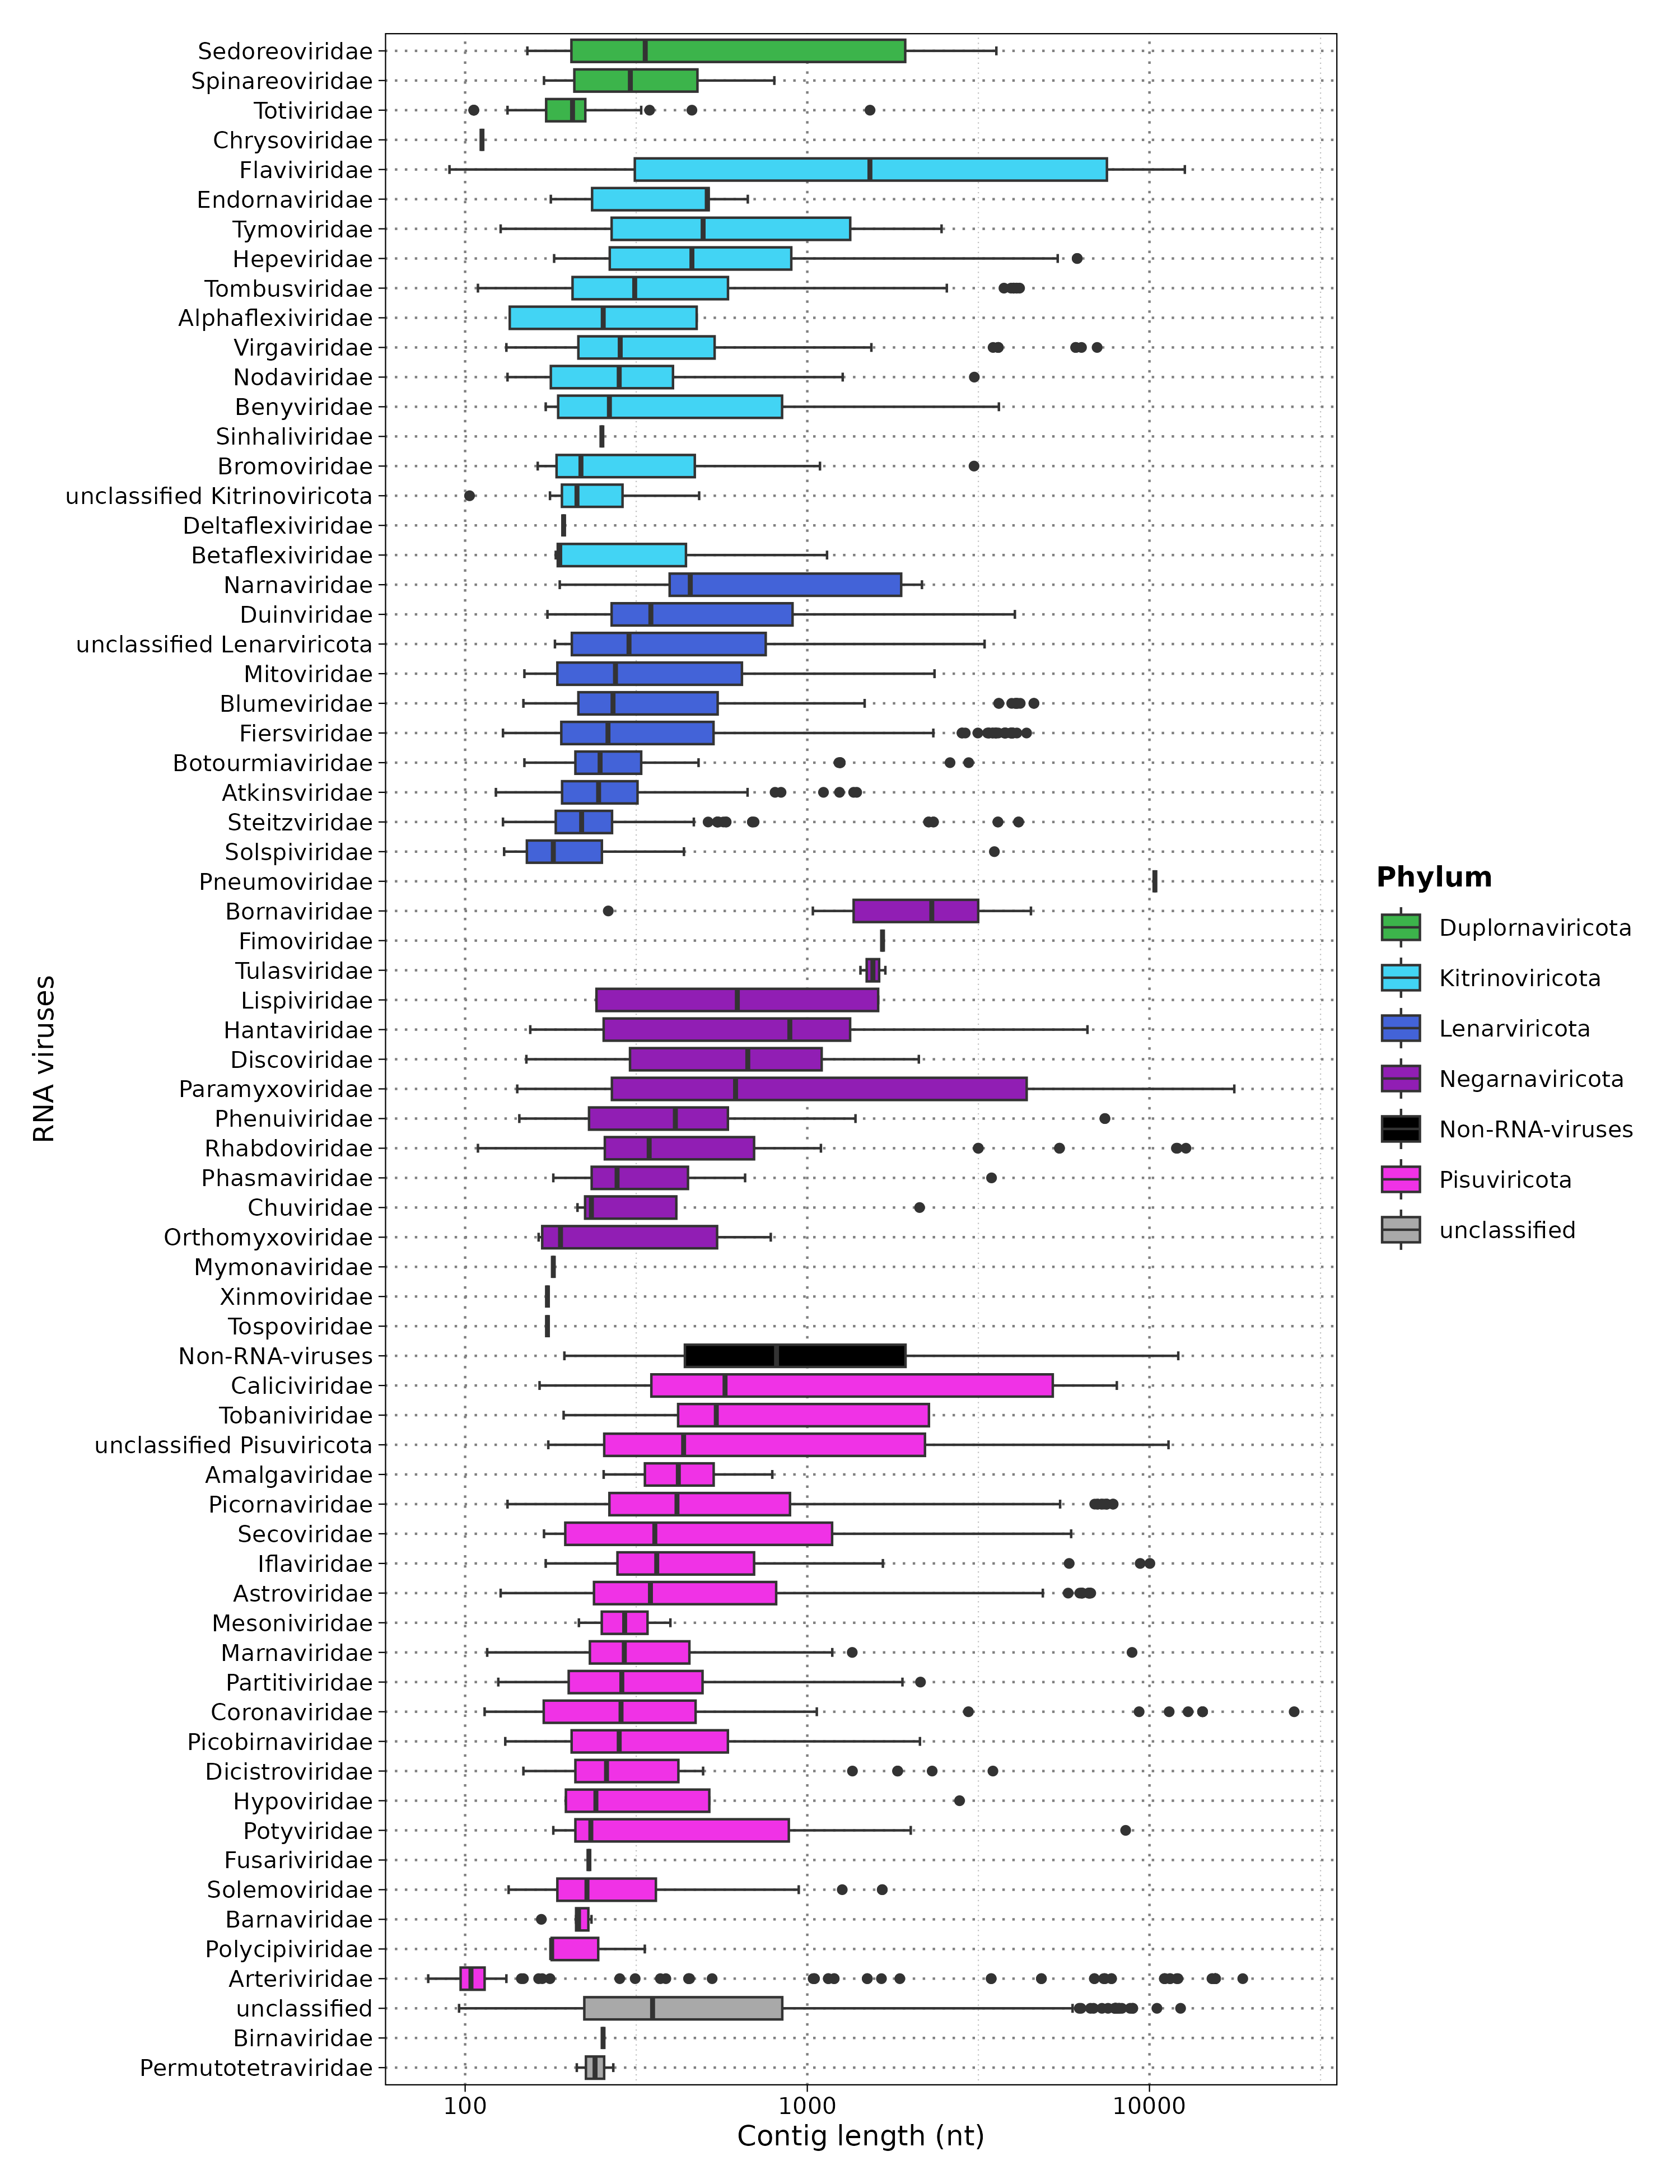 Sedoreoviridae
Spinareoviridae
Totiviridae
Chrysoviridae
Flaviviridae
Endornaviridae
Tymoviridae
Hepeviridae
Tombusviridae
Alphaflexiviridae
Virgaviridae
Nodaviridae
Benyviridae
Sinhaliviridae
Bromoviridae
unclassified Kitrinoviricota
Deltaflexiviridae
Betaflexiviridae
Narnaviridae
Duinviridae
unclassified Lenarviricota
Mitoviridae
Blumeviridae
Fiersviridae
Botourmiaviridae
Atkinsviridae
Steitzviridae
Solspiviridae
Pneumoviridae
Bornaviridae
Fimoviridae
Tulasviridae
Lispiviridae
Hantaviridae
Discoviridae
Paramyxoviridae
Phenuiviridae
Rhabdoviridae
Phasmaviridae
Chuviridae
Orthomyxoviridae
Mymonaviridae
Xinmoviridae
Tospoviridae
Non-RNA-viruses
Caliciviridae
Tobaniviridae
unclassified Pisuviricota
Amalgaviridae
Picornaviridae
Secoviridae
Iflaviridae
Astroviridae
Mesoniviridae
Marnaviridae
Partitiviridae
Coronaviridae
Picobirnaviridae
Dicistroviridae
Hypoviridae
Potyviridae
Fusariviridae
Solemoviridae
Barnaviridae
Polycipiviridae
Arteriviridae
unclassified
Birnaviridae
Permutotetraviridae
RNA viruses
100 1000 10000
Contig length (nt)
Phylum
Duplornaviricota
Kitrinoviricota
Lenarviricota
Negarnaviricota
Non-RNA-viruses
Pisuviricota
unclassified